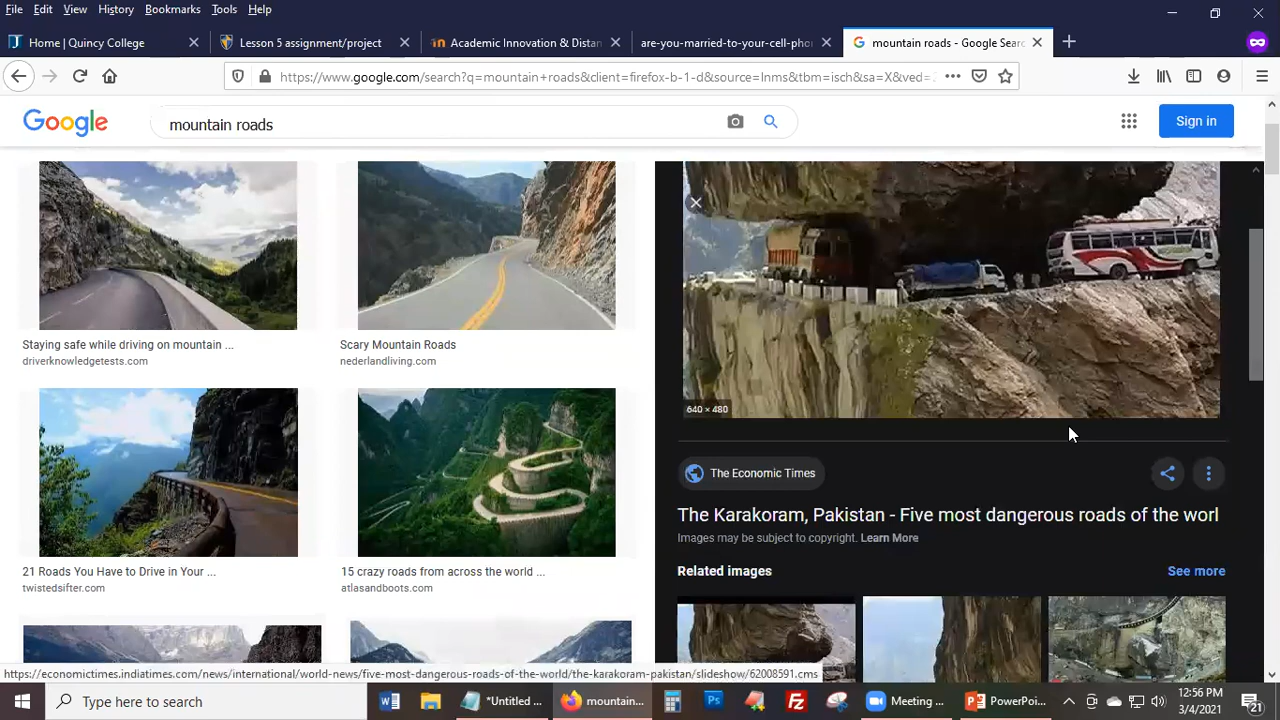 File Edit View History Bookmarks Tools Help
Home | Quincy College
Lesson 5 assignment/project
Academic Innovation & Distan
are-you-married-to-your-cell-pho
mountain roads - Google Searc
https://www.google.com/search?q=mountain+roads&client=firefox-b-1-d&source=lnms&tbm=isch&sa=X&ved=
Google
mountain roads
Sign in
Staying safe while driving on mountain ...
driverknowledgetests.com
Scary Mountain Roads
nederlandliving.com
21 Roads You Have to Drive in Your ...
twistedsifter.com
15 crazy roads from across the world ...
atlasandboots.com
640 × 480
The Economic Times
The Karakoram, Pakistan - Five most dangerous roads of the worl
Images may be subject to copyright. Learn More
Related images
See more
https://economictimes.indiatimes.com/news/international/world-news/five-most-dangerous-roads-of-the-world/the-karakoram-pakistan/slideshow/62008591.cms
Type here to search
*Untitled ...
mountain...
Meeting ...
PowerPoi...
12:56 PM
3/4/2021
21